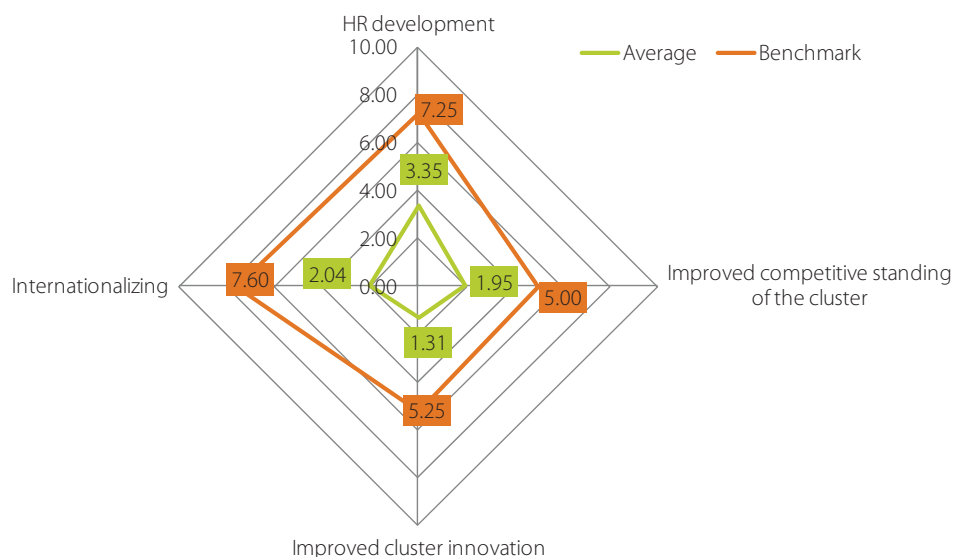 HR development
10.00
Average
Benchmark
8.00
7.25
6.00
3.35
4.00
2.00
Internationalizing
7.60
2.04
0.00
1.95
5.00
Improved competitive standing
of the cluster
1.31
5.25
Improved cluster innovation